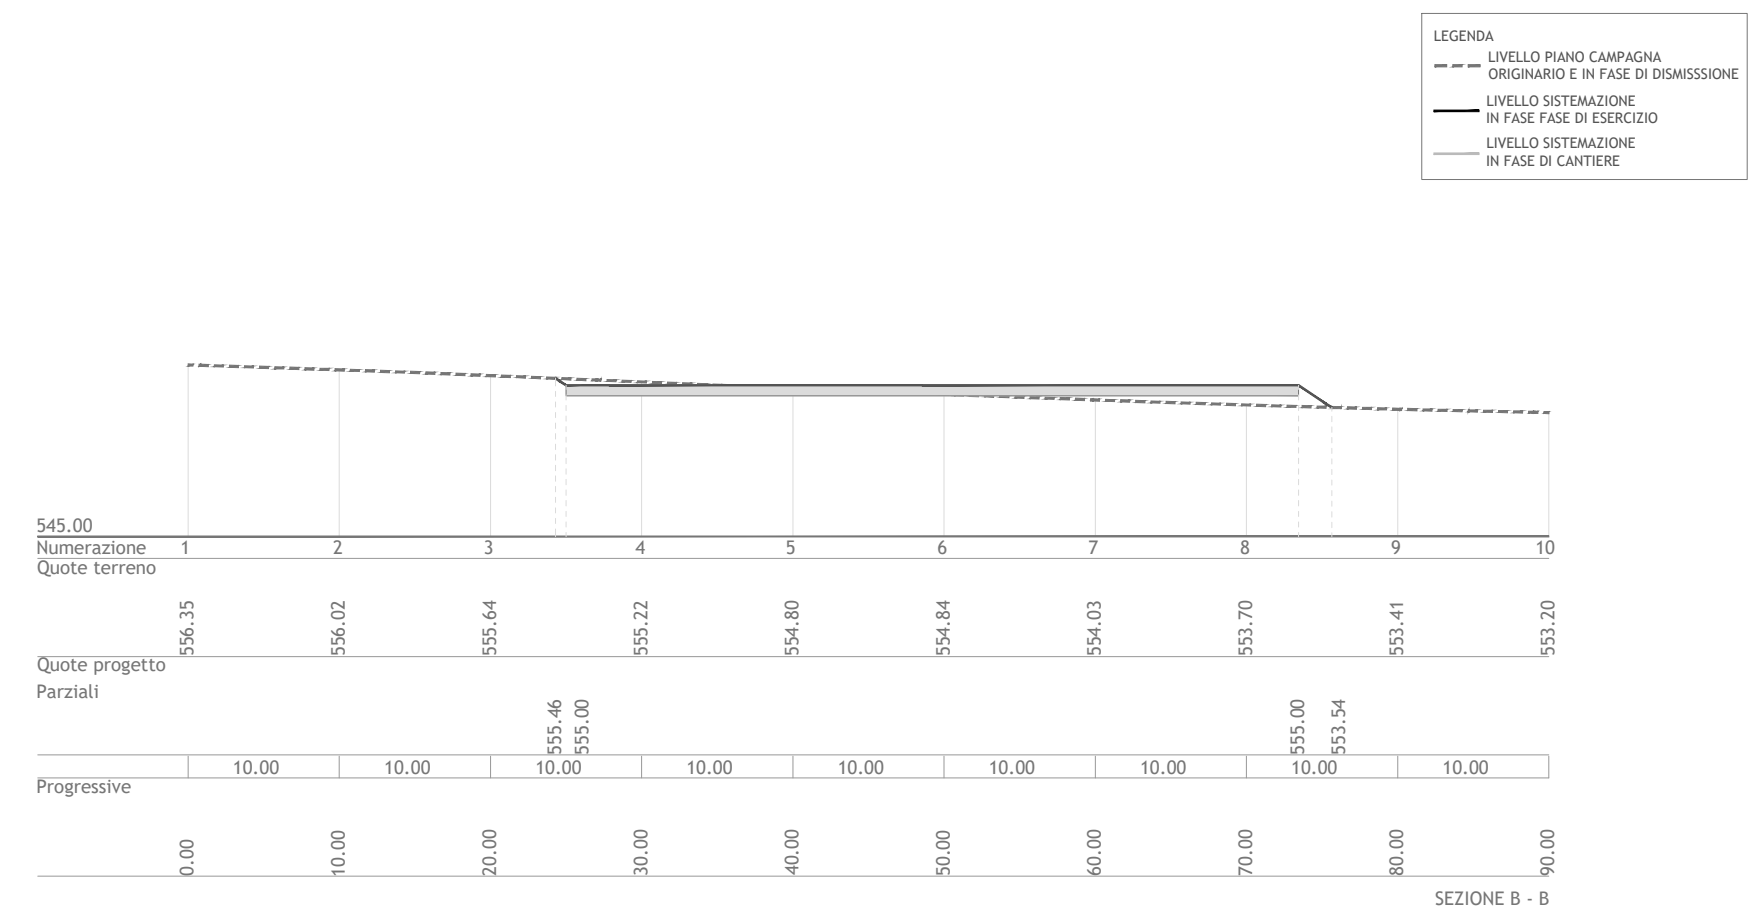 LEGENDA
LIVELLO PIANO CAMPAGNA
ORIGINARIO E IN FASE DI DISMISSSIONE
LIVELLO SISTEMAZIONE
IN FASE FASE DI ESERCIZIO
LIVELLO SISTEMAZIONE
IN FASE DI CANTIERE
545.00
Numerazione 1 2 3 4 5 6 7 8 9 10
Quote terreno
556.35 556.02 555.64 555.22 554.80 554.84 554.03 553.70 553.41 553.20
Quote progetto
Parziali
555.46 555.00 555.00 553.54
10.00 10.00 10.00 10.00 10.00 10.00 10.00 10.00 10.00
Progressive
0.00 10.00 20.00 30.00 40.00 50.00 60.00 70.00 80.00 90.00
SEZIONE B - B